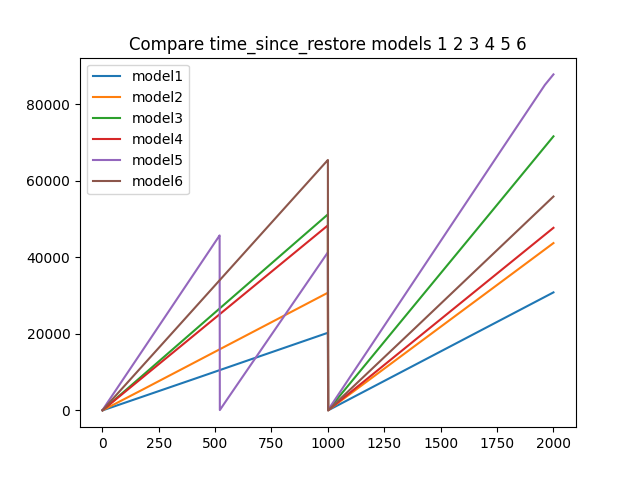 Compare time_since_restore models 1 2 3 4 5 6
model1
model2
model3
model4
model5
model6
80000
60000
40000
20000
0
0 250 500 750 1000 1250 1500 1750 2000